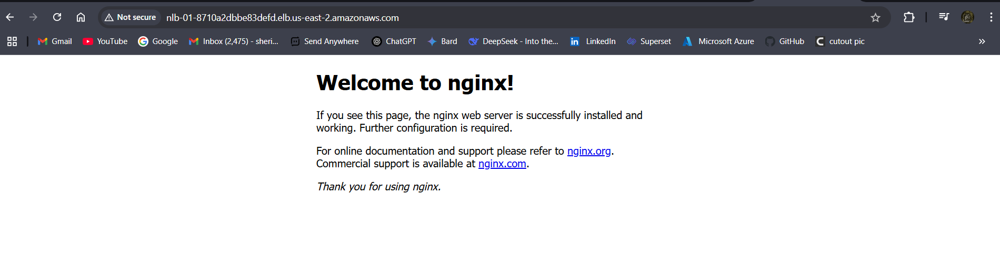 Not secure nlb-01-8710a2dbbe83defd.elb.us-east-2.amazonaws.com
Gmail YouTube Google Inbox (2,475) - sheri... Send Anywhere ChatGPT Bard DeepSeek - Into the... LinkedIn Superset Microsoft Azure GitHub cutout pic
Welcome to nginx!
If you see this page, the nginx web server is successfully installed and
working. Further configuration is required.
For online documentation and support please refer to nginx.org.
Commercial support is available at nginx.com.
Thank you for using nginx.